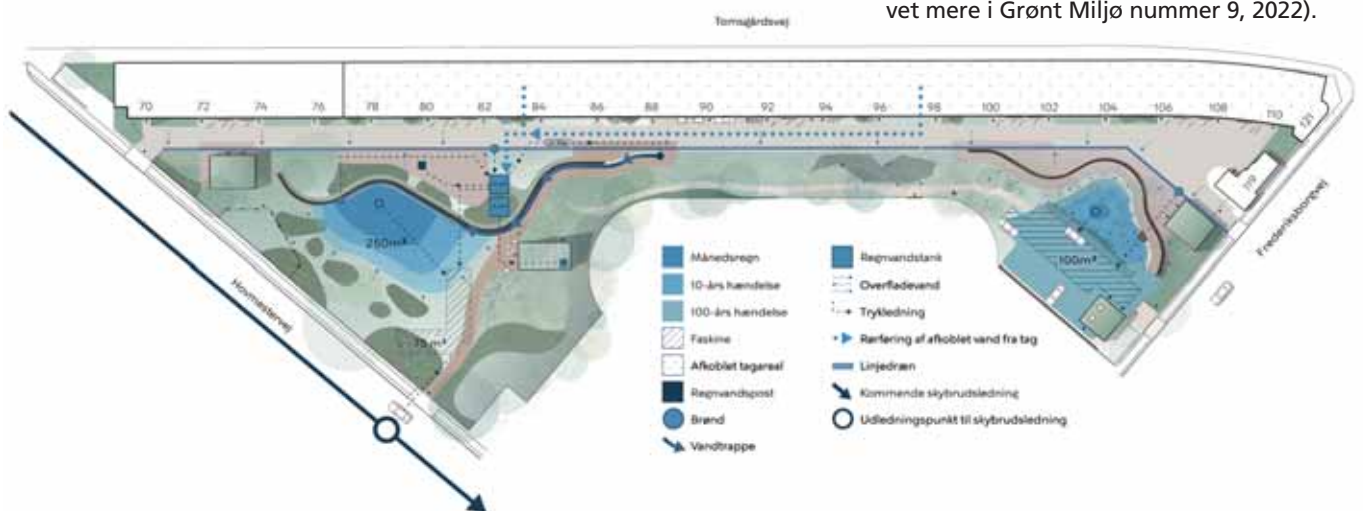 vet mere i Grønt Miljø nummer 9, 2022).
Tomsgårdsvej
70 72 74 76 78 80 82 84 86 88 90 92 94 96 98 100 102 104 106 108 110 121
119
Frederiksborgvej
Hovmestervej
250m³
100m³
75m³
Månedsregn
10-års hændelse
100-års hændelse
Faskine
Afkoblet tagareal
Regnvandspost
Brønd
Vandtrappe
Regnvandstank
Overfladevand
Trykledning
Rørføring af afkoblet vand fra tag
Linjedræn
Kommende skybrudsledning
Udledningspunkt til skybrudsledning